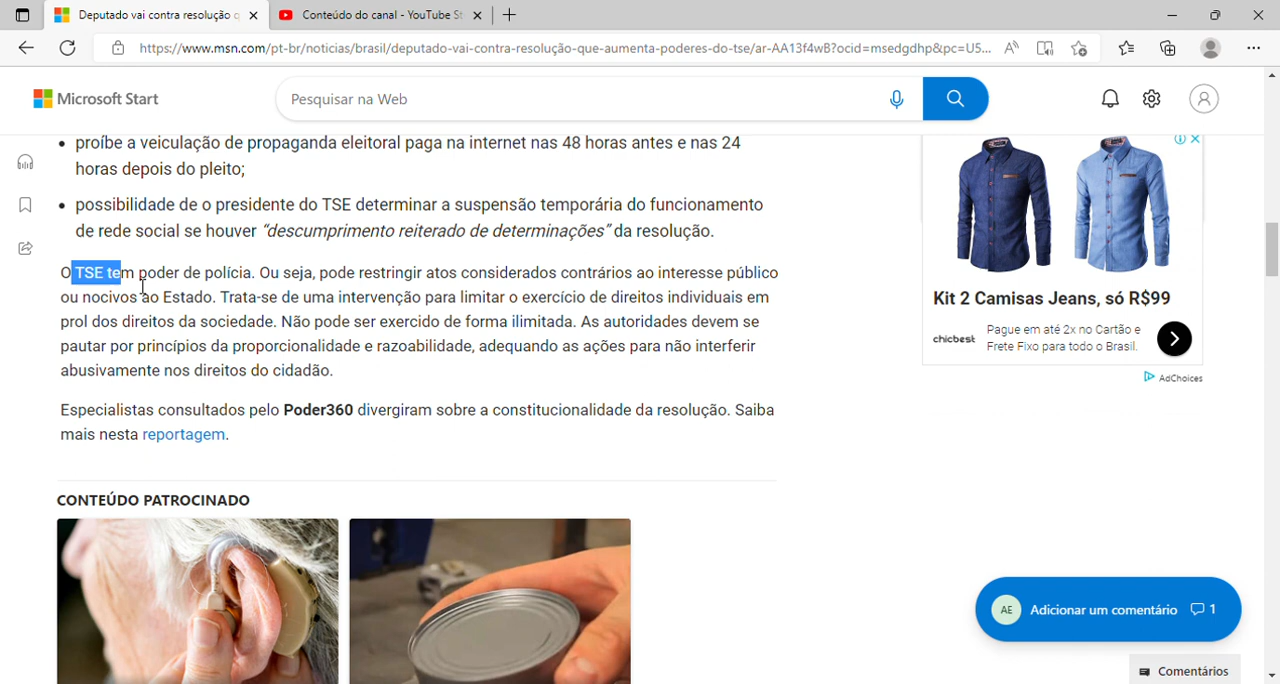 Deputado vai contra resolução q
Conteúdo do canal - YouTube St
https://www.msn.com/pt-br/noticias/brasil/deputado-vai-contra-resolução-que-aumenta-poderes-do-tse/ar-AA13f4wB?ocid=msedgdhp&pc=U5...
Microsoft Start
Pesquisar na Web
• proíbe a veiculação de propaganda eleitoral paga na internet nas 48 horas antes e nas 24
horas depois do pleito;
• possibilidade de o presidente do TSE determinar a suspensão temporária do funcionamento
de rede social se houver “descumprimento reiterado de determinações” da resolução.
O TSE tem poder de polícia. Ou seja, pode restringir atos considerados contrários ao interesse público
ou nocivos ao Estado. Trata-se de uma intervenção para limitar o exercício de direitos individuais em
prol dos direitos da sociedade. Não pode ser exercido de forma ilimitada. As autoridades devem se
pautar por princípios da proporcionalidade e razoabilidade, adequando as ações para não interferir
abusivamente nos direitos do cidadão.
Especialistas consultados pelo Poder360 divergiram sobre a constitucionalidade da resolução. Saiba
mais nesta reportagem.
CONTEÚDO PATROCINADO
Kit 2 Camisas Jeans, só R$99
chicbest
Pague em até 2x no Cartão e
Frete Fixo para todo o Brasil.
AdChoices
AE Adicionar um comentário 1
Comentários